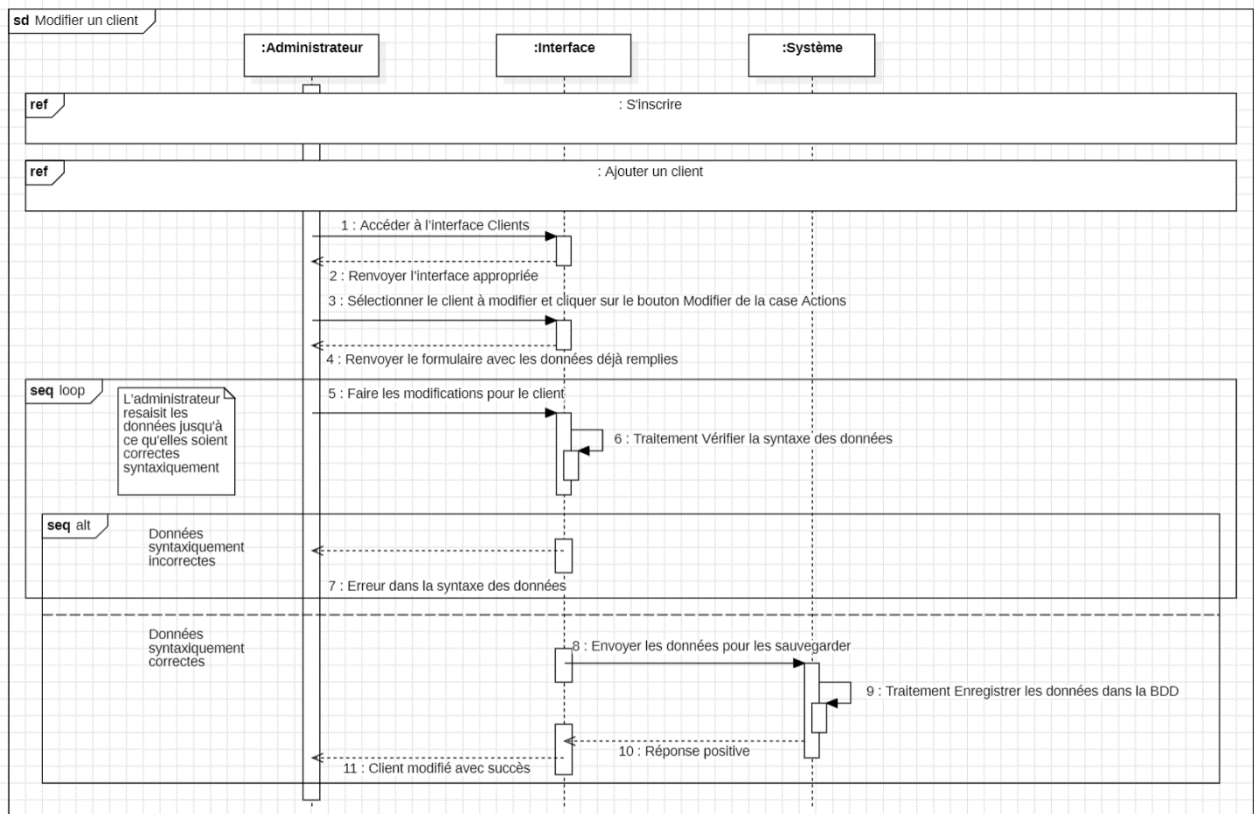 sd Modifier un client
:Administrateur
:Interface
:Système
ref
: S'inscrire
ref
: Ajouter un client
1 : Accéder à l'interface Clients
2 : Renvoyer l'interface appropriée
3 : Sélectionner le client à modifier et cliquer sur le bouton Modifier de la case Actions
4 : Renvoyer le formulaire avec les données déjà remplies
seq loop
L'administrateur
resaisit les
données jusqu'à
ce qu'elles soient
correctes
syntaxiquement
5 : Faire les modifications pour le client
6 : Traitement Vérifier la syntaxe des données
seq alt
Données
syntaxiquement
incorrectes
7 : Erreur dans la syntaxe des données
Données
syntaxiquement
correctes
8 : Envoyer les données pour les sauvegarder
9 : Traitement Enregistrer les données dans la BDD
10 : Réponse positive
11 : Client modifié avec succès